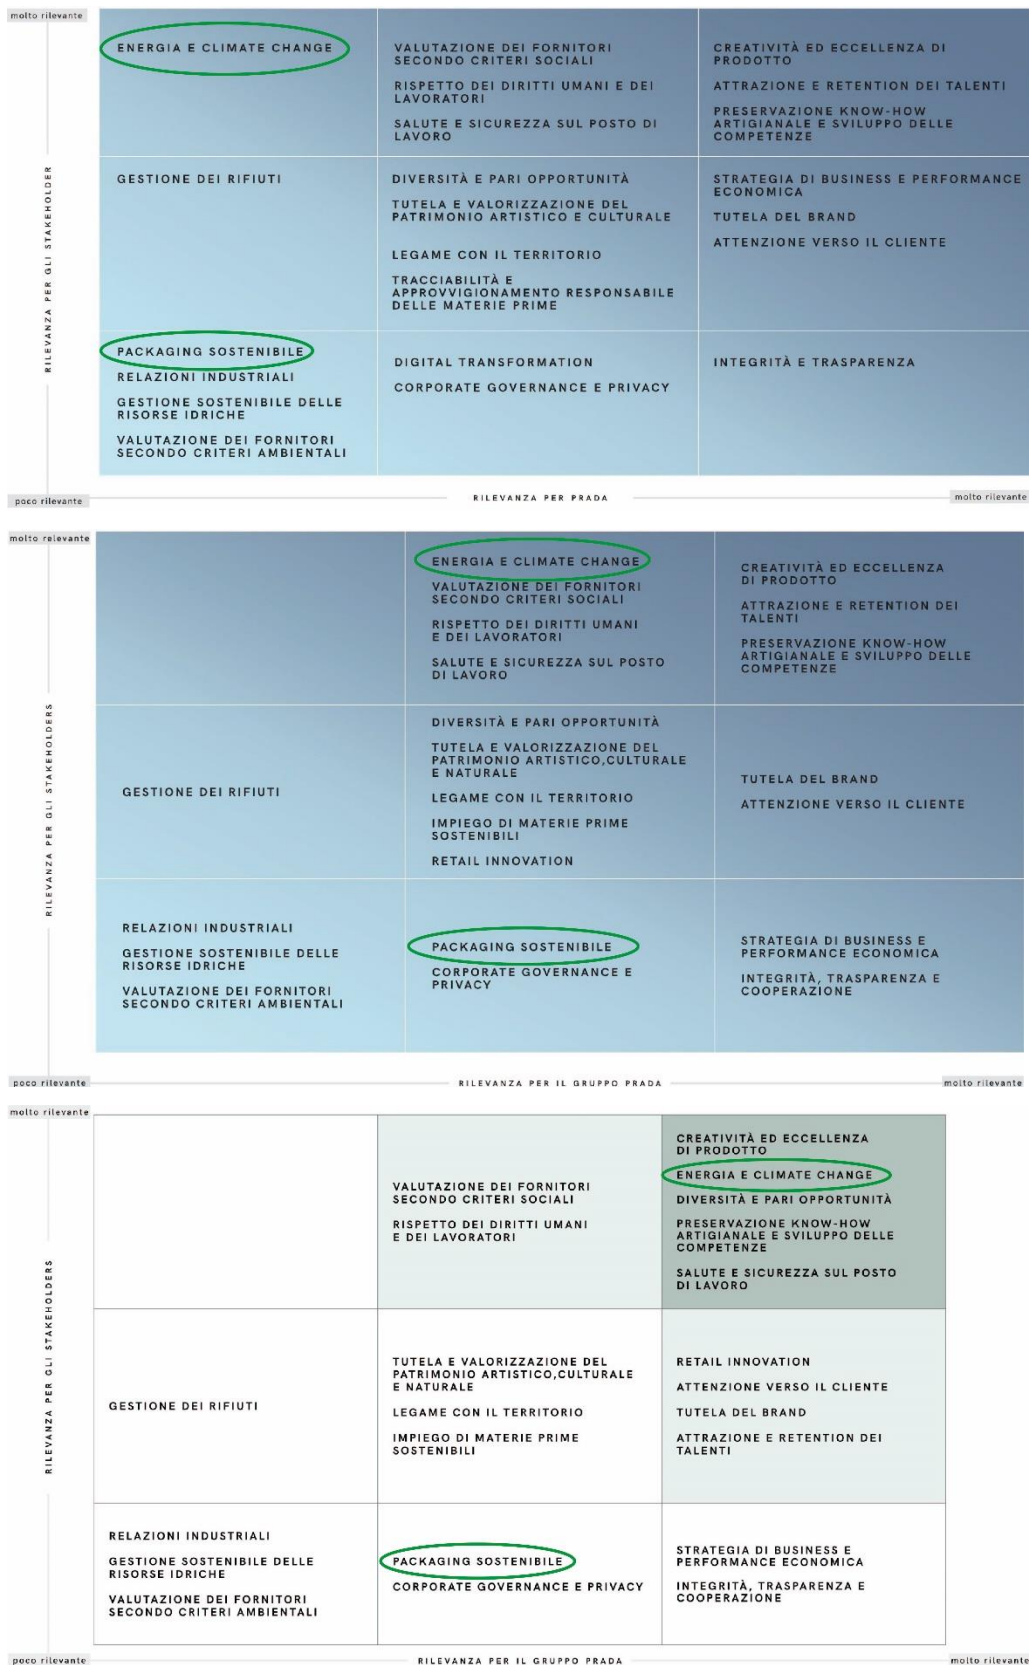 molto rilevante
ENERGIA E CLIMATE CHANGE
VALUTAZIONE DEI FORNITORI
SECONDO CRITERI SOCIALI
RISPETTO DEI DIRITTI UMANI E DEI
LAVORATORI
SALUTE E SICUREZZA SUL POSTO DI
LAVORO
CREATIVITÀ ED ECCELLENZA DI
PRODOTTO
ATTRAZIONE E RETENTION DEI TALENTI
PRESERVAZIONE KNOW-HOW
ARTIGIANALE E SVILUPPO DELLE
COMPETENZE
RILEVANZA PER GLI STAKEHOLDER
GESTIONE DEI RIFIUTI
DIVERSITÀ E PARI OPPORTUNITÀ
TUTELA E VALORIZZAZIONE DEL
PATRIMONIO ARTISTICO E CULTURALE
LEGAME CON IL TERRITORIO
TRACCIABILITÀ E
APPROVVIGIONAMENTO RESPONSABILE
DELLE MATERIE PRIME
STRATEGIA DI BUSINESS E PERFORMANCE
ECONOMICA
TUTELA DEL BRAND
ATTENZIONE VERSO IL CLIENTE
PACKAGING SOSTENIBILE
RELAZIONI INDUSTRIALI
GESTIONE SOSTENIBILE DELLE
RISORSE IDRICHE
VALUTAZIONE DEI FORNITORI
SECONDO CRITERI AMBIENTALI
DIGITAL TRANSFORMATION
CORPORATE GOVERNANCE E PRIVACY
INTEGRITÀ E TRASPARENZA
poco rilevante
RILEVANZA PER PRADA
molto rilevante
molto relevante
ENERGIA E CLIMATE CHANGE
VALUTAZIONE DEI FORNITORI
SECONDO CRITERI SOCIALI
RISPETTO DEI DIRITTI UMANI
E DEI LAVORATORI
SALUTE E SICUREZZA SUL POSTO
DI LAVORO
CREATIVITÀ ED ECCELLENZA
DI PRODOTTO
ATTRAZIONE E RETENTION DEI
TALENTI
PRESERVAZIONE KNOW-HOW
ARTIGIANALE E SVILUPPO DELLE
COMPETENZE
RILEVANZA PER GLI STAKEHOLDERS
GESTIONE DEI RIFIUTI
DIVERSITÀ E PARI OPPORTUNITÀ
TUTELA E VALORIZZAZIONE DEL
PATRIMONIO ARTISTICO,CULTURALE
E NATURALE
LEGAME CON IL TERRITORIO
IMPIEGO DI MATERIE PRIME
SOSTENIBILI
RETAIL INNOVATION
TUTELA DEL BRAND
ATTENZIONE VERSO IL CLIENTE
RELAZIONI INDUSTRIALI
GESTIONE SOSTENIBILE DELLE
RISORSE IDRICHE
VALUTAZIONE DEI FORNITORI
SECONDO CRITERI AMBIENTALI
PACKAGING SOSTENIBILE
CORPORATE GOVERNANCE E
PRIVACY
STRATEGIA DI BUSINESS E
PERFORMANCE ECONOMICA
INTEGRITÀ, TRASPARENZA E
COOPERAZIONE
poco rilevante
RILEVANZA PER IL GRUPPO PRADA
molto rilevante
molto rilevante
VALUTAZIONE DEI FORNITORI
SECONDO CRITERI SOCIALI
RISPETTO DEI DIRITTI UMANI
E DEI LAVORATORI
CREATIVITÀ ED ECCELLENZA
DI PRODOTTO
ENERGIA E CLIMATE CHANGE
DIVERSITÀ E PARI OPPORTUNITÀ
PRESERVAZIONE KNOW-HOW
ARTIGIANALE E SVILUPPO DELLE
COMPETENZE
SALUTE E SICUREZZA SUL POSTO
DI LAVORO
RILEVANZA PER GLI STAKEHOLDERS
GESTIONE DEI RIFIUTI
TUTELA E VALORIZZAZIONE DEL
PATRIMONIO ARTISTICO,CULTURALE
E NATURALE
LEGAME CON IL TERRITORIO
IMPIEGO DI MATERIE PRIME
SOSTENIBILI
RETAIL INNOVATION
ATTENZIONE VERSO IL CLIENTE
TUTELA DEL BRAND
ATTRAZIONE E RETENTION DEI
TALENTI
RELAZIONI INDUSTRIALI
GESTIONE SOSTENIBILE DELLE
RISORSE IDRICHE
VALUTAZIONE DEI FORNITORI
SECONDO CRITERI AMBIENTALI
PACKAGING SOSTENIBILE
CORPORATE GOVERNANCE E PRIVACY
STRATEGIA DI BUSINESS E
PERFORMANCE ECONOMICA
INTEGRITÀ, TRASPARENZA E
COOPERAZIONE
poco rilevante
RILEVANZA PER IL GRUPPO PRADA
molto rilevante